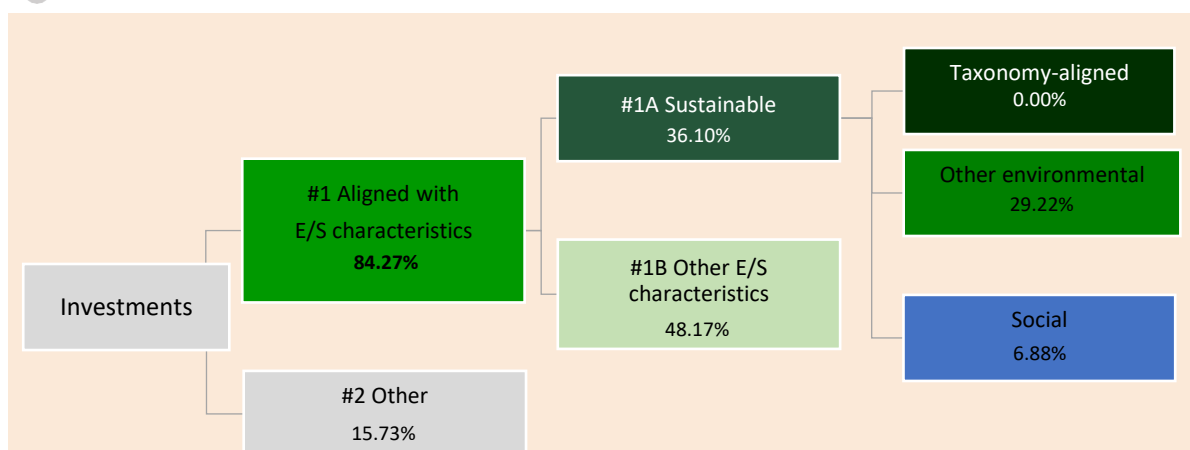 Investments
#1 Aligned with
E/S characteristics
84.27%
#2 Other
15.73%
#1A Sustainable
36.10%
#1B Other E/S
characteristics
48.17%
Taxonomy-aligned
0.00%
Other environmental
29.22%
Social
6.88%